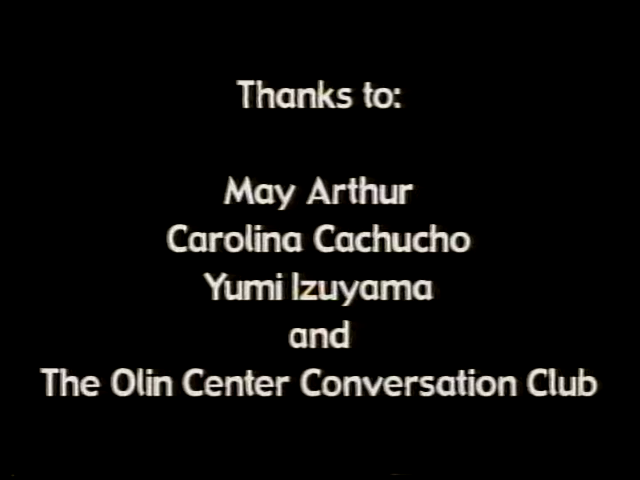 Thanks to:
May Arthur
Carolina Cachucho
Yumi Izuyama
and
The Olin Center Conversation Club